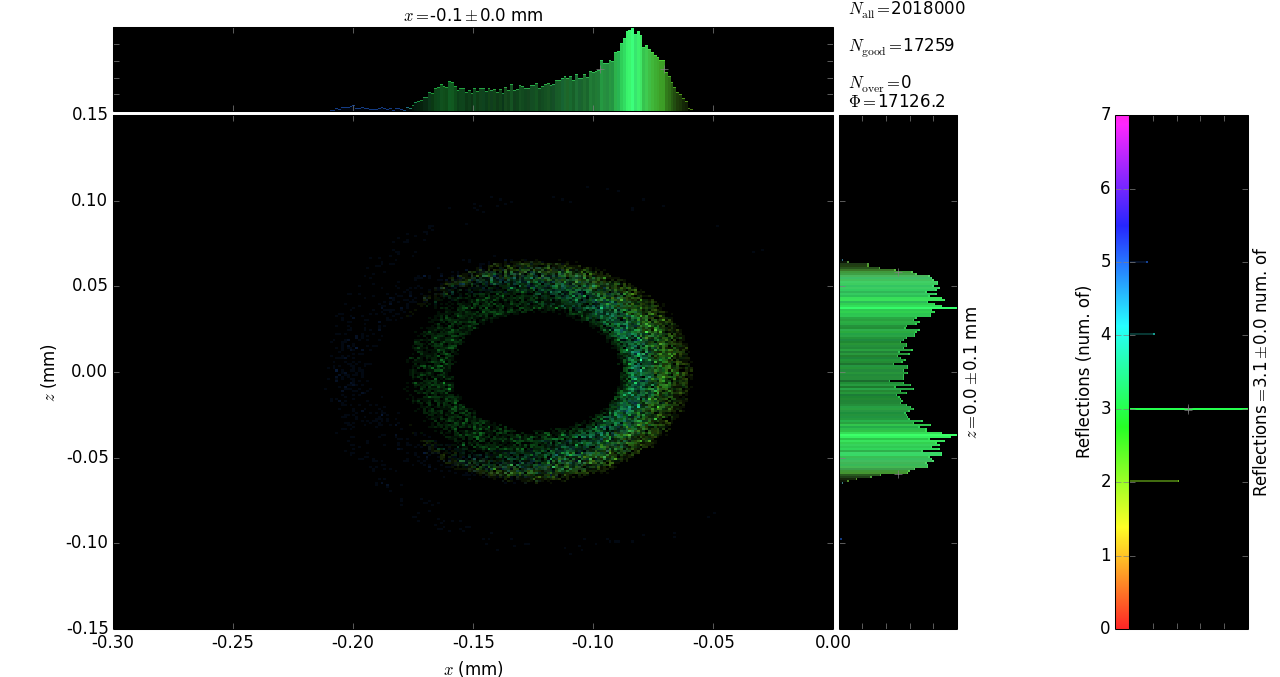 x=-0.1±0.0 mm
N_all=2018000
N_good=17259
N_over=0
Φ=17126.2
0.15
0.10
0.05
0.00
-0.05
-0.10
-0.15
z (mm)
-0.30
-0.25
-0.20
-0.15
-0.10
-0.05
0.00
x (mm)
z=0.0±0.1 mm
7
6
5
4
3
2
1
0
Reflections (num. of)
Reflections=3.1±0.0 num. of